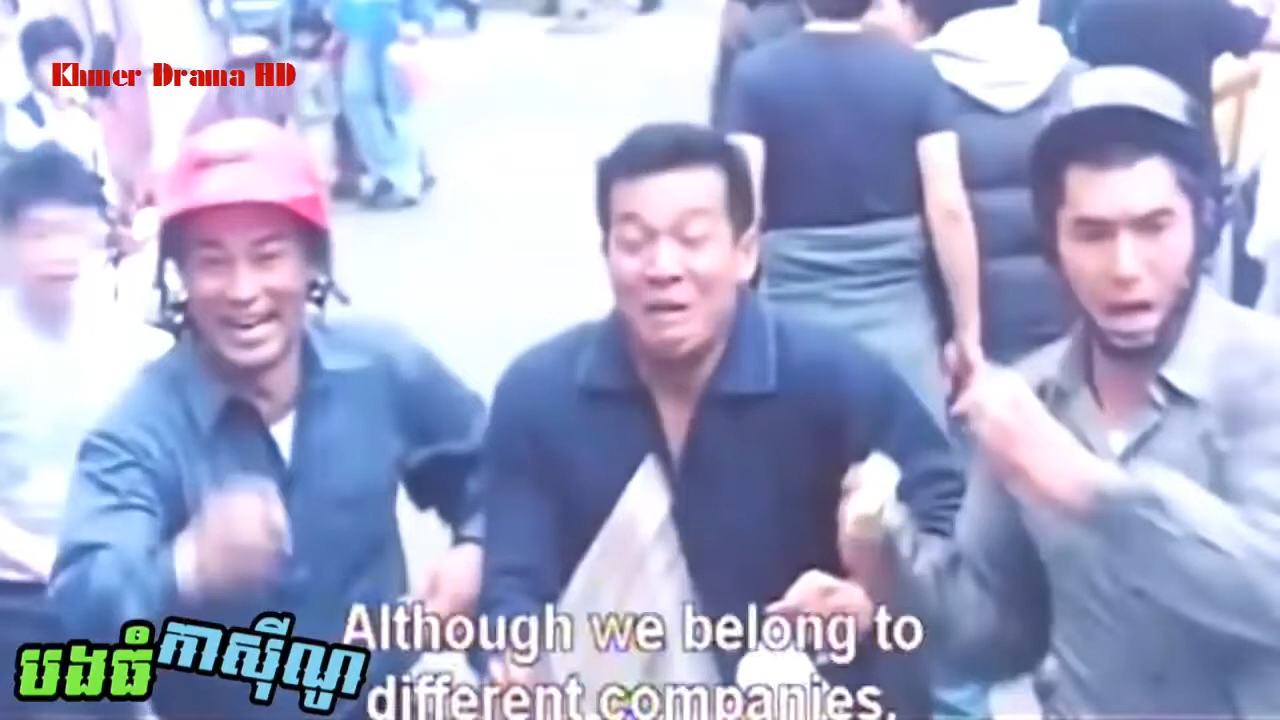 Khmer Drama HD
Although we belong to
different companies,
បងធំ កាស៊ីណូ